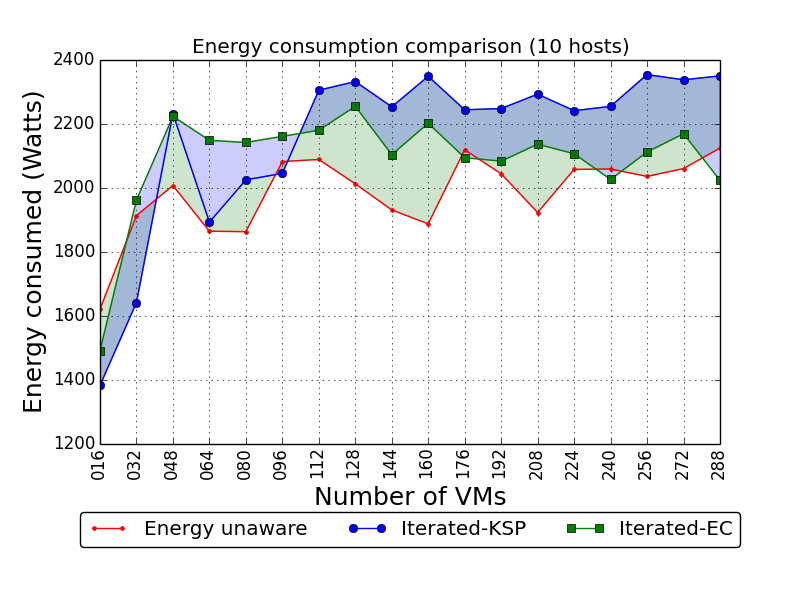 Energy consumption comparison (10 hosts)
2400
2200
2000
1800
1600
1400
1200
Energy consumed (Watts)
016 032 048 064 080 096 112 128 144 160 176 192 208 224 240 256 272 288
Number of VMs
Energy unaware Iterated-KSP Iterated-EC